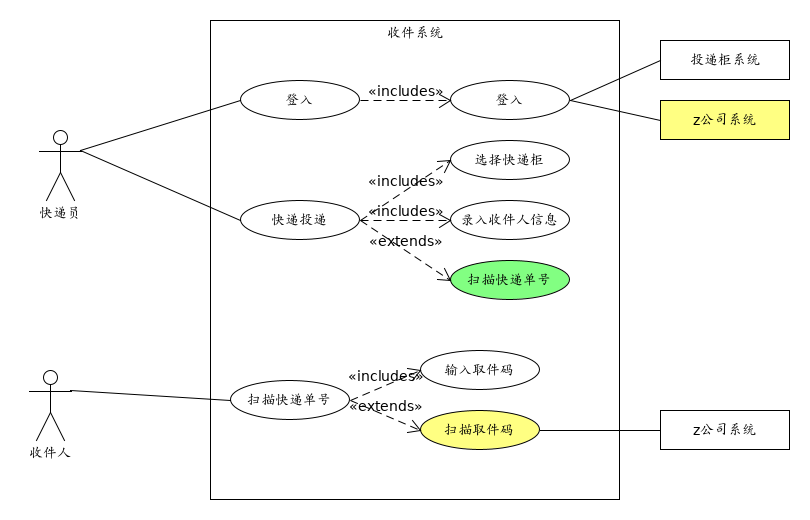 收件系统
登入
«includes»
登入
投递柜系统
z公司系统
快递员
快递投递
«includes»
选择快递柜
«includes»
录入收件人信息
«extends»
扫描快递单号
收件人
扫描快递单号
«includes»
输入取件码
«extends»
扫描取件码
z公司系统